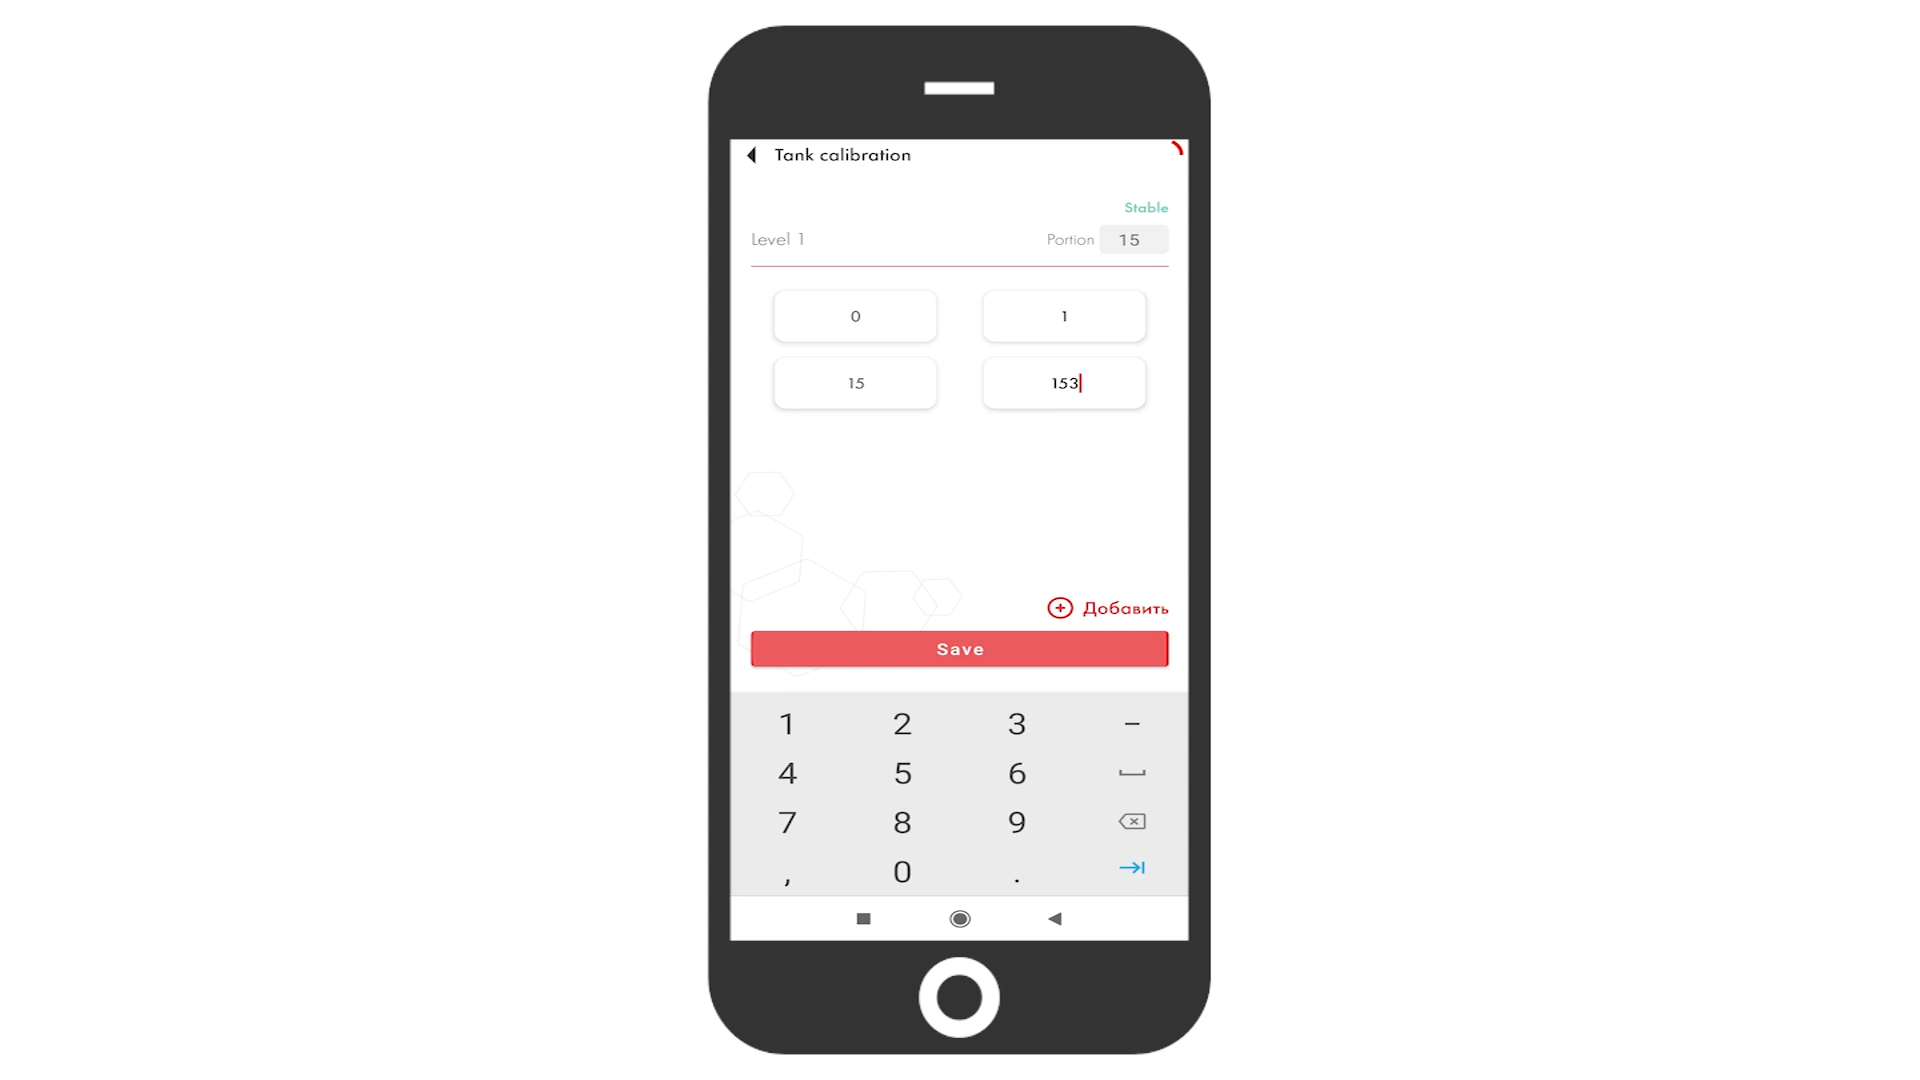 Tank calibration
Stable
Level 1 Portion 15
0 1
15 153
Добавить
Save
1 2 3 –
4 5 6
7 8 9
, 0 .